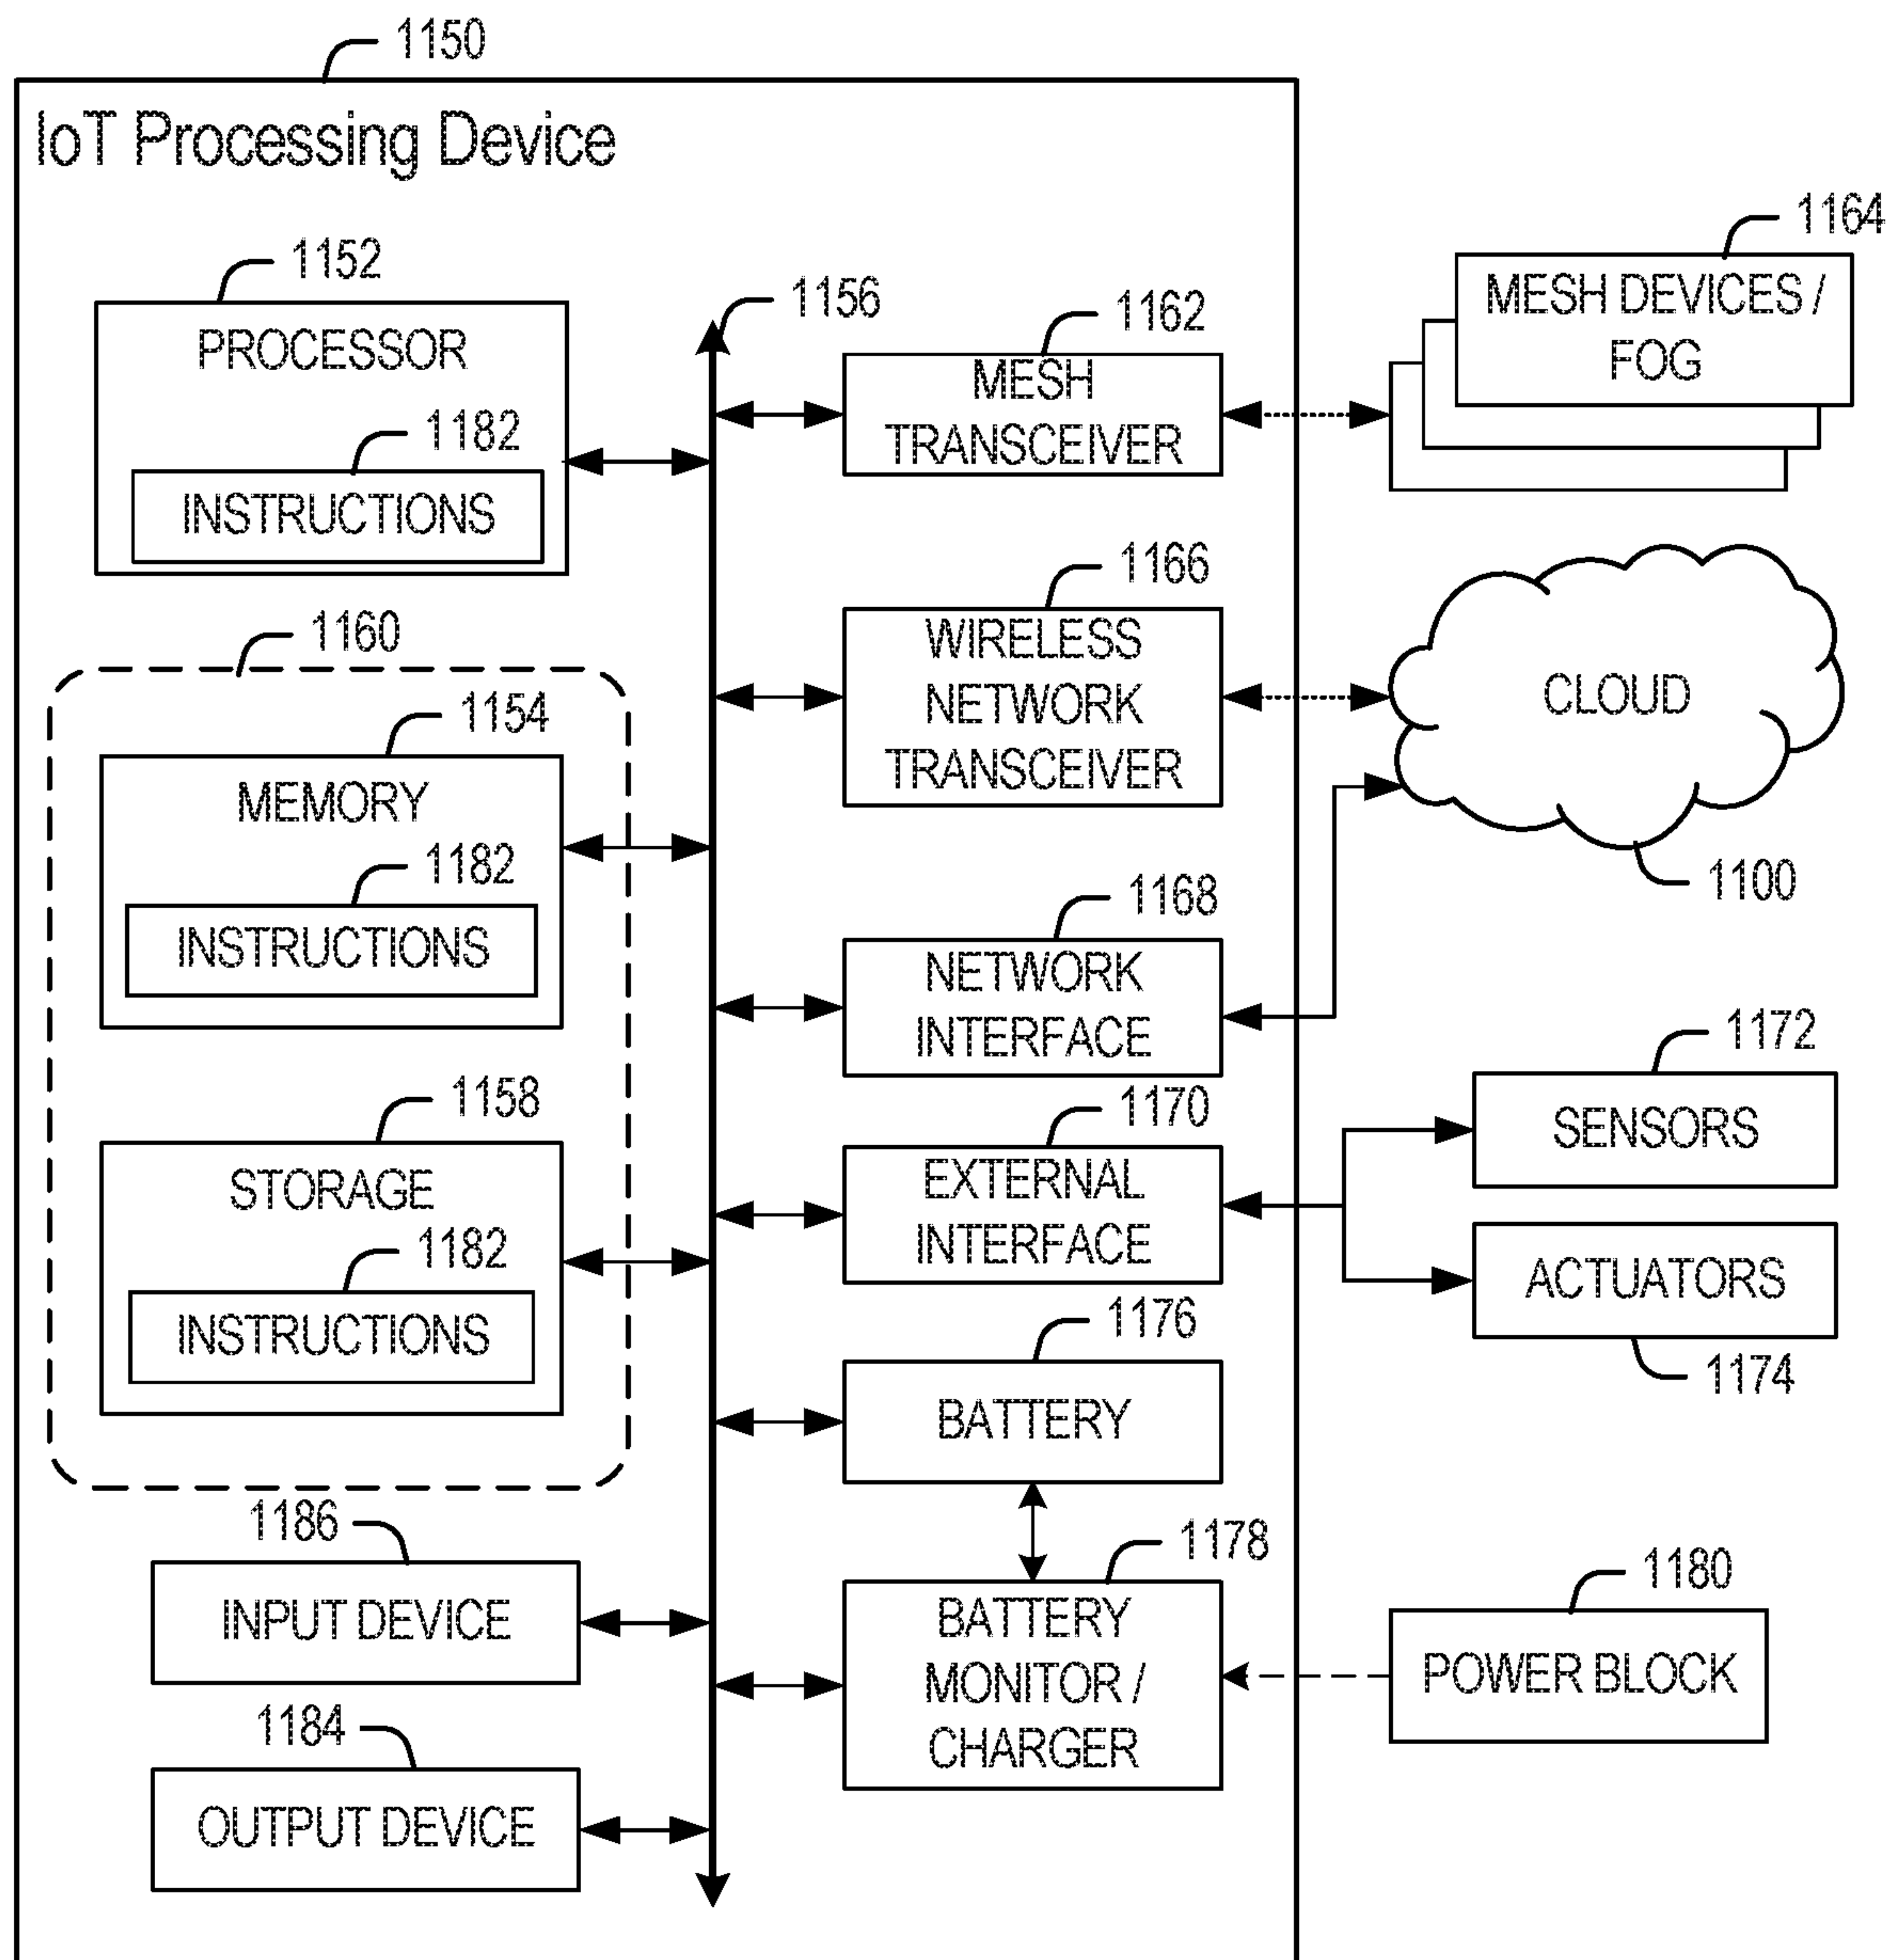 1150
IoT Processing Device
1152
PROCESSOR
1182
INSTRUCTIONS
1160
1154
MEMORY
1182
INSTRUCTIONS
1158
STORAGE
1182
INSTRUCTIONS
1186
INPUT DEVICE
1184
OUTPUT DEVICE
1156
1162
MESH
TRANSCEIVER
1166
WIRELESS
NETWORK
TRANSCEIVER
1168
NETWORK
INTERFACE
1170
EXTERNAL
INTERFACE
1176
BATTERY
1178
BATTERY
MONITOR /
CHARGER
1164
MESH DEVICES /
FOG
CLOUD
1100
1172
SENSORS
ACTUATORS
1174
1180
POWER BLOCK